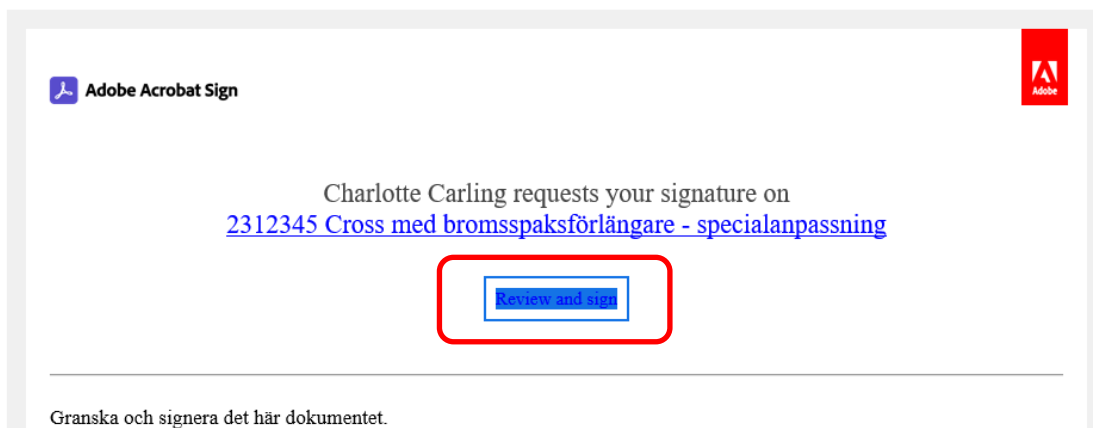 Adobe Acrobat Sign
Adobe
Charlotte Carling requests your signature on
2312345 Cross med bromsspaksförlängare - specialanpassning
Review and sign
Granska och signera det här dokumentet.